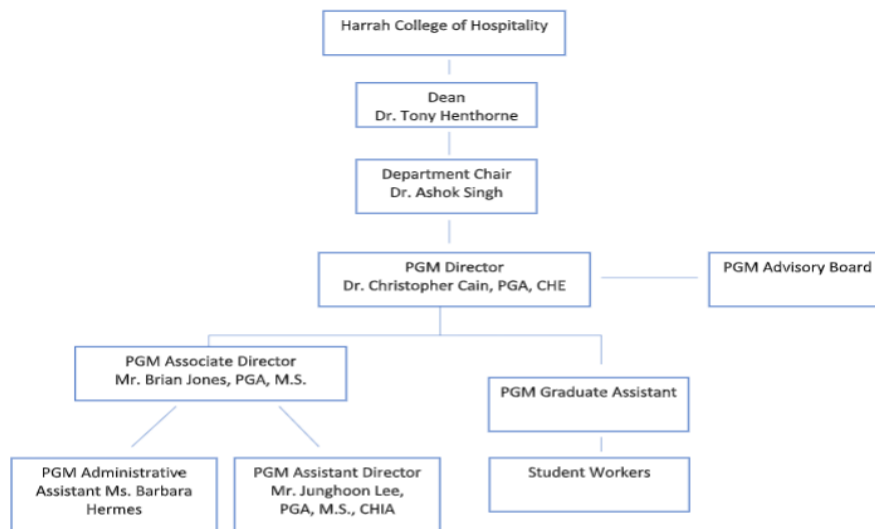 Harrah College of Hospitality
Dean
Dr. Tony Henthorne
Department Chair
Dr. Ashok Singh
PGM Director
Dr. Christopher Cain, PGA, CHE
PGM Advisory Board
PGM Associate Director
Mr. Brian Jones, PGA, M.S.
PGM Graduate Assistant
PGM Administrative
Assistant Ms. Barbara
Hermes
PGM Assistant Director
Mr. Junghoon Lee,
PGA, M.S., CHIA
Student Workers